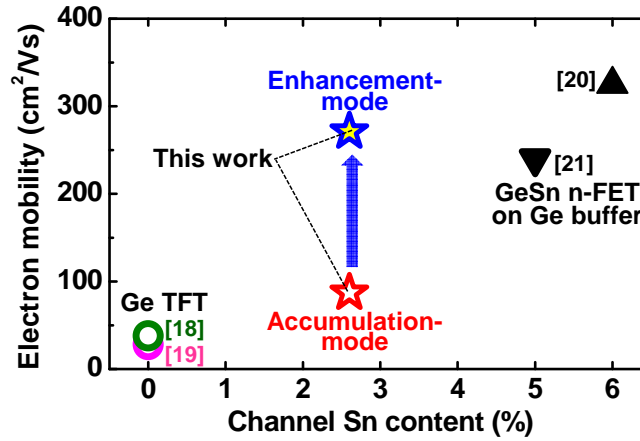 Electron mobility (cm²/Vs)
400
300
200
100
0
Enhancement-
mode
[20]
This work
[21]
GeSn n-FET
on Ge buffer
Ge TFT
[18]
[19]
Accumulation-
mode
0 1 2 3 4 5 6
Channel Sn content (%)